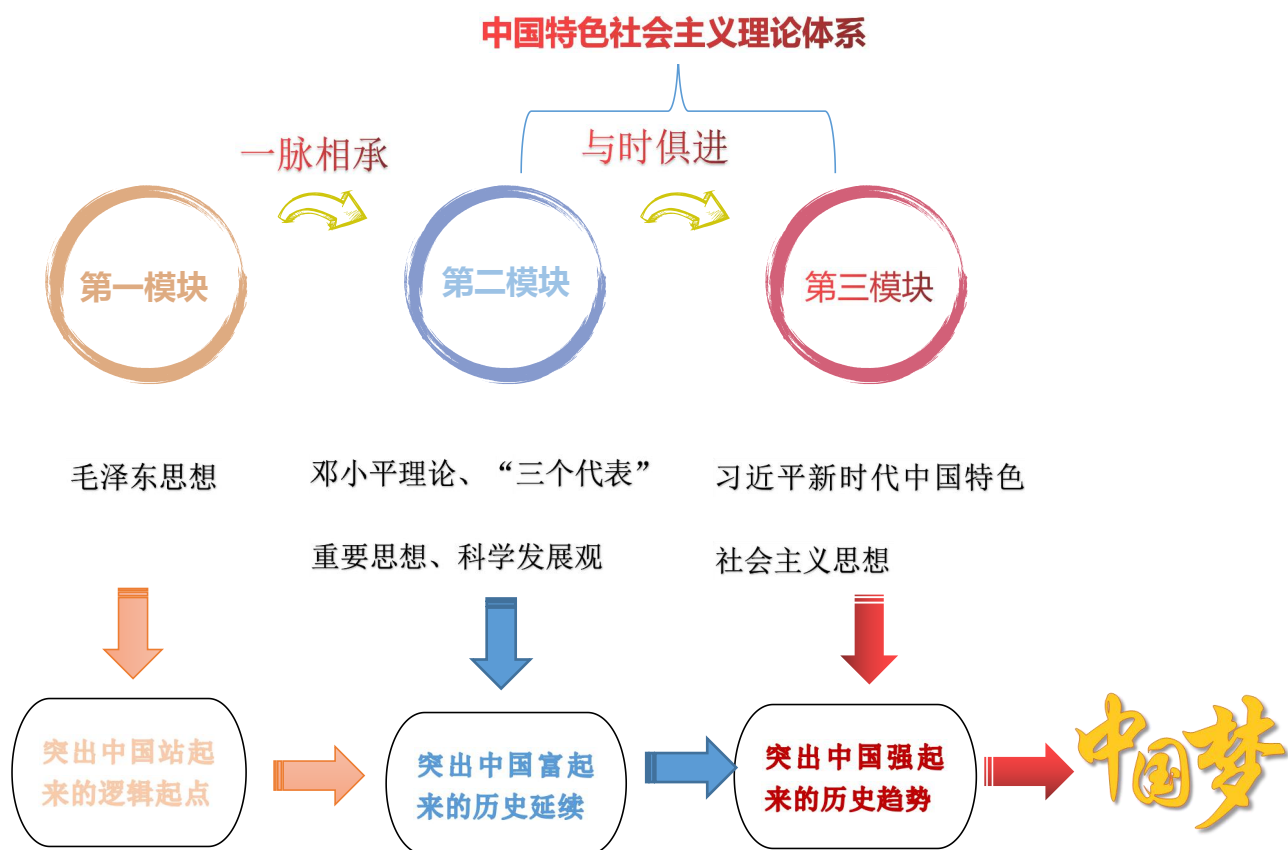 中国特色社会主义理论体系
一脉相承
与时俱进
第一模块
第二模块
第三模块
毛泽东思想
邓小平理论、“三个代表”
重要思想、科学发展观
习近平新时代中国特色
社会主义思想
突出中国站起
来的逻辑起点
突出中国富起
来的历史延续
突出中国强起
来的历史趋势
中国梦